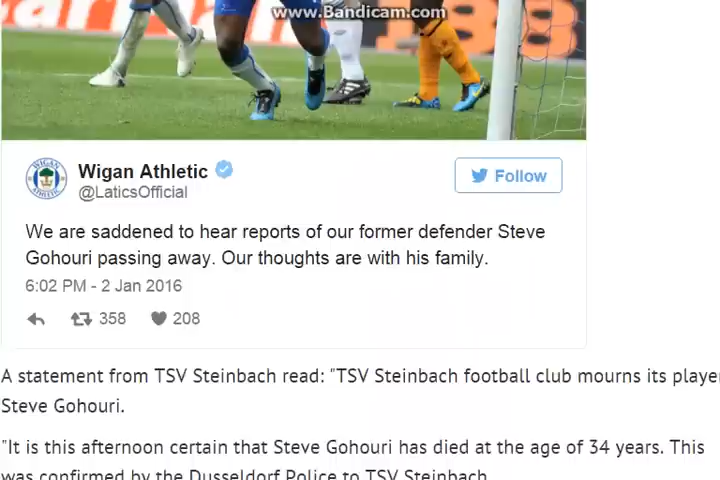 www.Bandicam.com
Wigan Athletic
@LaticsOfficial
Follow
We are saddened to hear reports of our former defender Steve
Gohouri passing away. Our thoughts are with his family.
6:02 PM - 2 Jan 2016
358 208
A statement from TSV Steinbach read: "TSV Steinbach football club mourns its player
Steve Gohouri.
"It is this afternoon certain that Steve Gohouri has died at the age of 34 years. This
was confirmed by the Dusseldorf Police to TSV Steinbach